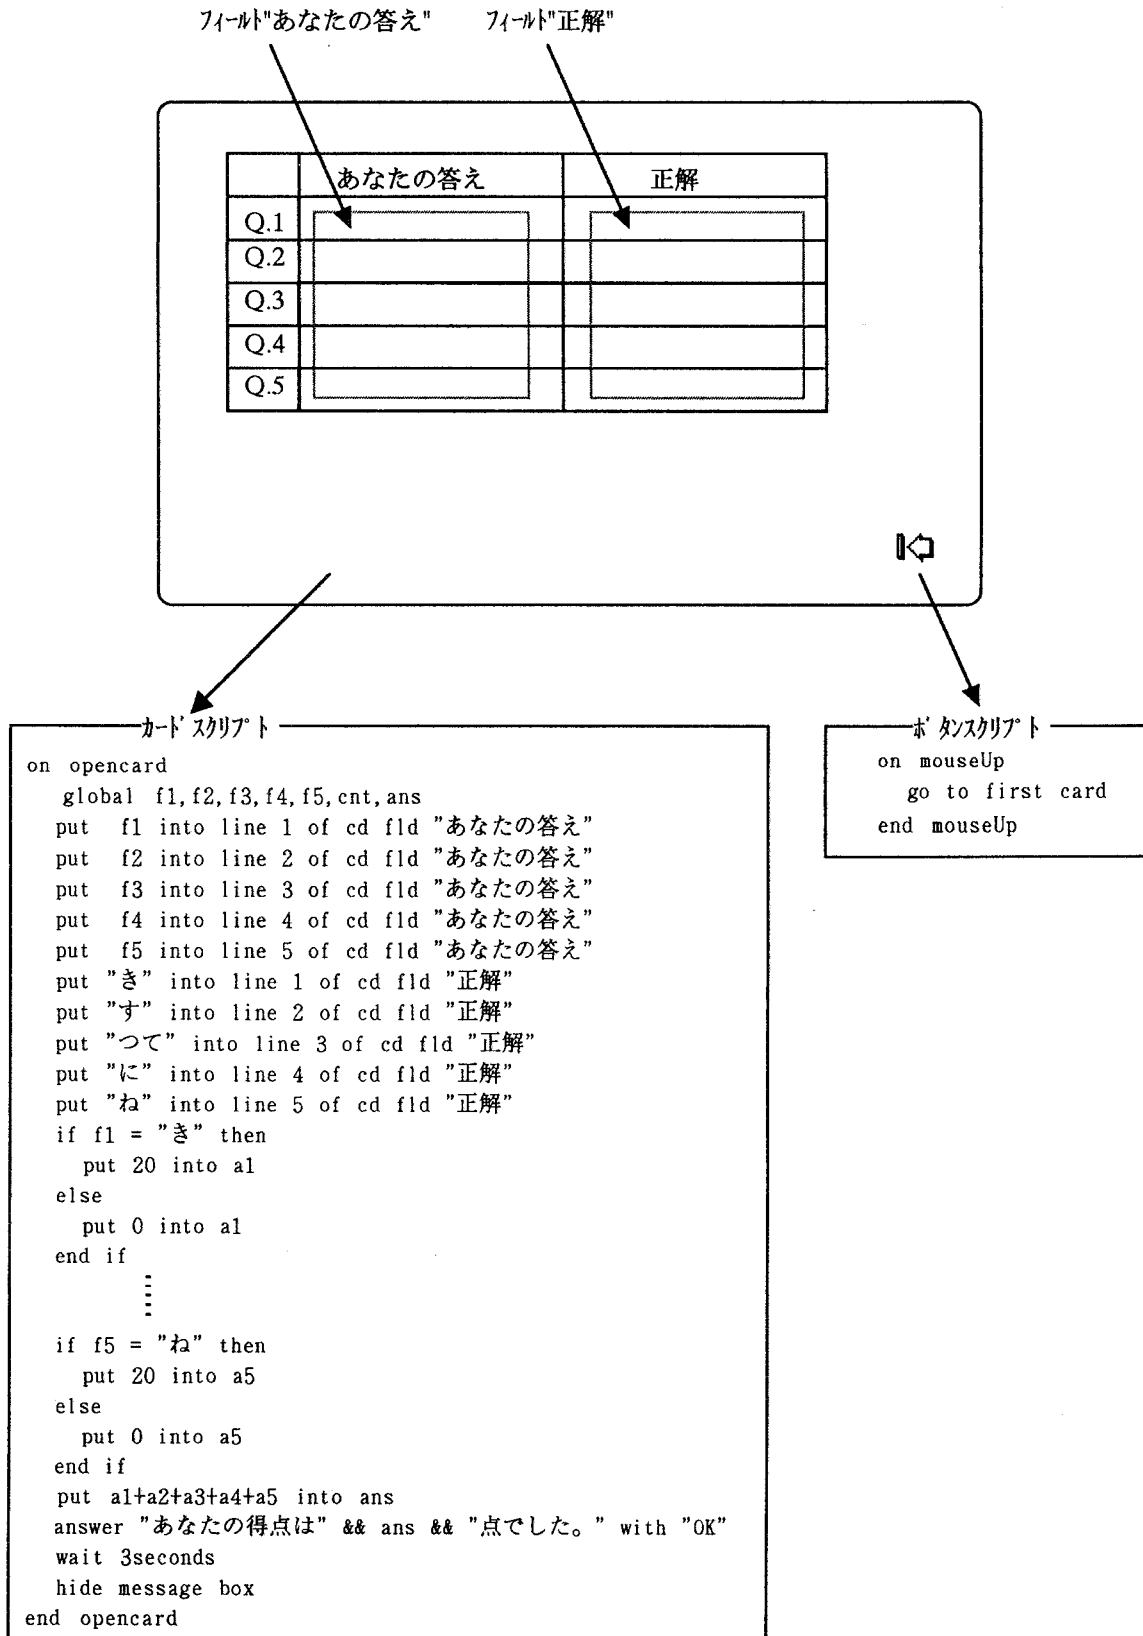 フィールド"あなたの答え" フィールド"正解"
あなたの答え 正解
Q.1
Q.2
Q.3
Q.4
Q.5
カード スクリプト
on opencard
global f1,f2,f3,f4,f5,cnt,ans
put f1 into line 1 of cd fld "あなたの答え"
put f2 into line 2 of cd fld "あなたの答え"
put f3 into line 3 of cd fld "あなたの答え"
put f4 into line 4 of cd fld "あなたの答え"
put f5 into line 5 of cd fld "あなたの答え"
put "き" into line 1 of cd fld "正解"
put "す" into line 2 of cd fld "正解"
put "つて" into line 3 of cd fld "正解"
put "に" into line 4 of cd fld "正解"
put "ね" into line 5 of cd fld "正解"
if f1 = "き" then
put 20 into a1
else
put 0 into a1
end if
if f5 = "ね" then
put 20 into a5
else
put 0 into a5
end if
put a1+a2+a3+a4+a5 into ans
answer "あなたの得点は" && ans && "点でした。" with "OK"
wait 3seconds
hide message box
end opencard
ボタンスクリプト
on mouseUp
go to first card
end mouseUp